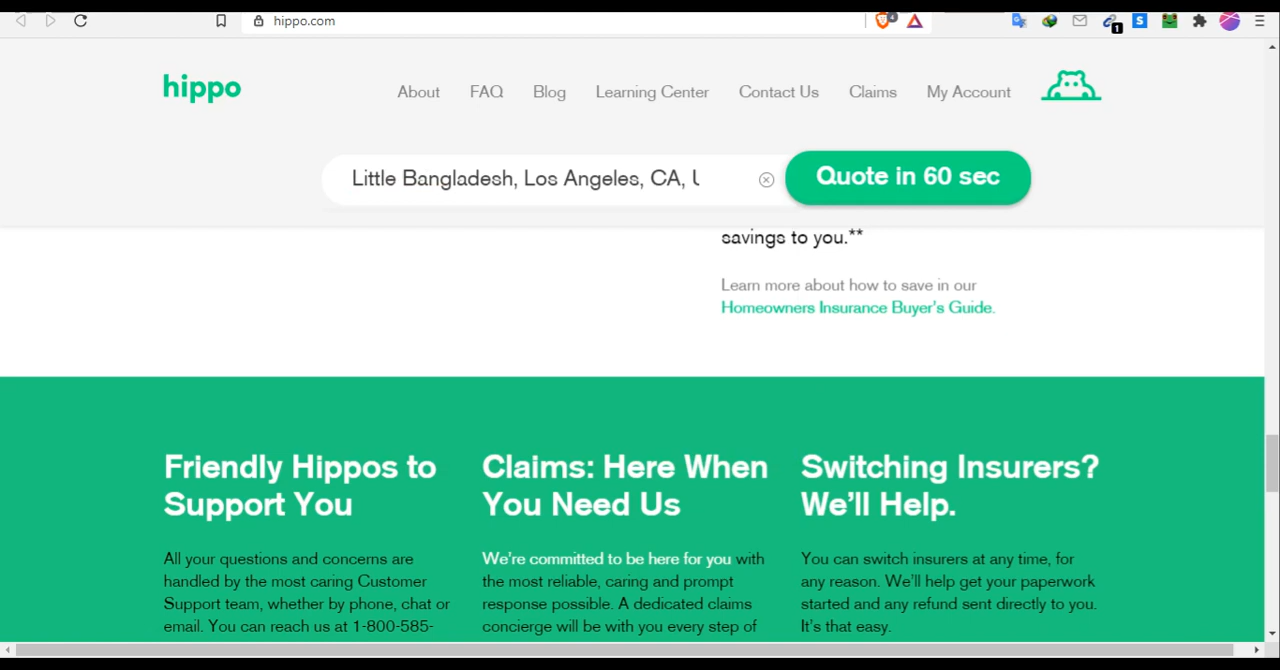 hippo.com
4
1
S
hippo
About FAQ Blog Learning Center Contact Us Claims My Account
Little Bangladesh, Los Angeles, CA, U
Quote in 60 sec
savings to you.**
Learn more about how to save in our
Homeowners Insurance Buyer's Guide.
Friendly Hippos to
Support You
All your questions and concerns are
handled by the most caring Customer
Support team, whether by phone, chat or
email. You can reach us at 1-800-585-
Claims: Here When
You Need Us
We're committed to be here for you with
the most reliable, caring and prompt
response possible. A dedicated claims
concierge will be with you every step of
Switching Insurers?
We'll Help.
You can switch insurers at any time, for
any reason. We'll help get your paperwork
started and any refund sent directly to you.
It's that easy.